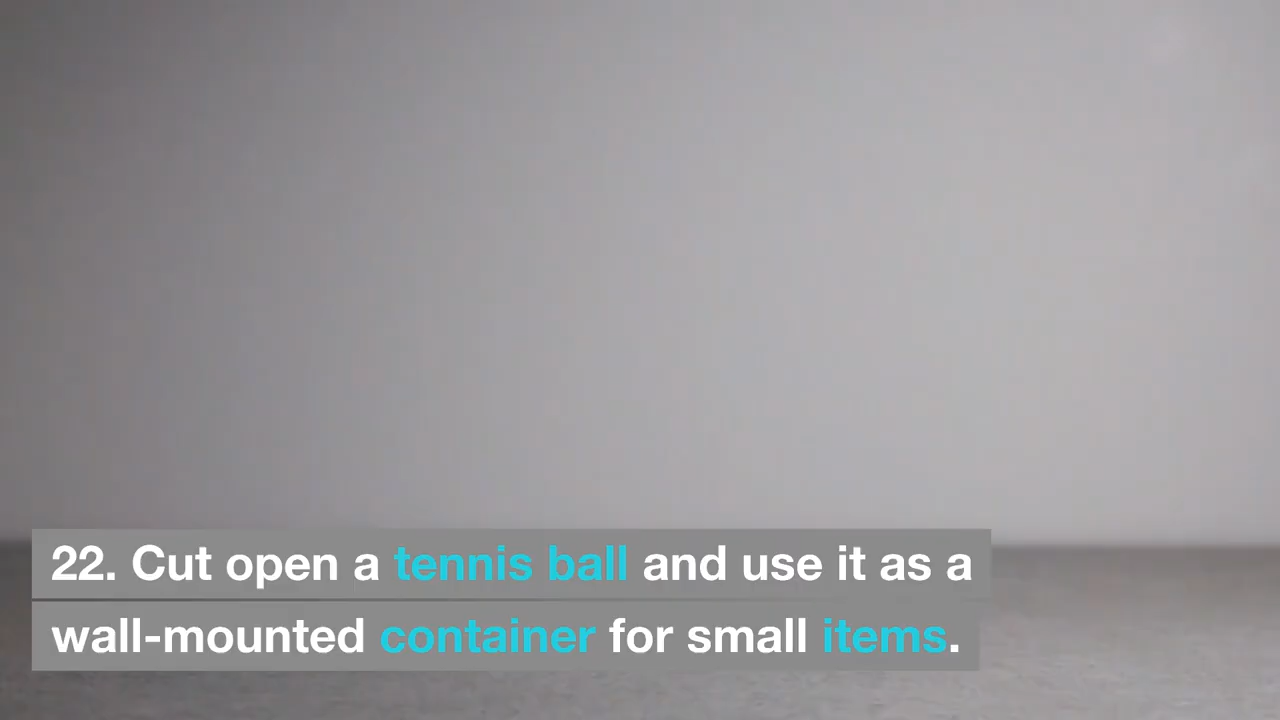 22. Cut open a tennis ball and use it as a
wall-mounted container for small items.